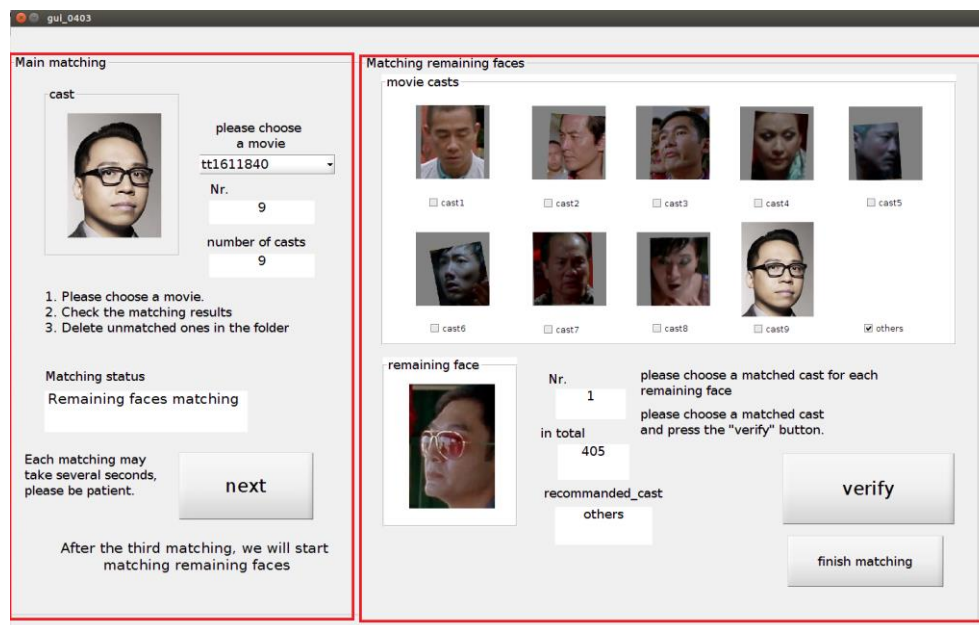 gui_0403
Main matching
cast
please choose
a movie
tt1611840
Nr.
9
number of casts
9
1. Please choose a movie.
2. Check the matching results
3. Delete unmatched ones in the folder
Matching status
Remaining faces matching
Each matching may
take several seconds,
please be patient.
next
After the third matching, we will start
matching remaining faces
Matching remaining faces
movie casts
cast1
cast2
cast3
cast4
cast5
cast6
cast7
cast8
cast9
others
remaining face
Nr.
1
in total
405
recommanded_cast
others
please choose a matched cast for each
remaining face
please choose a matched cast
and press the "verify" button.
verify
finish matching